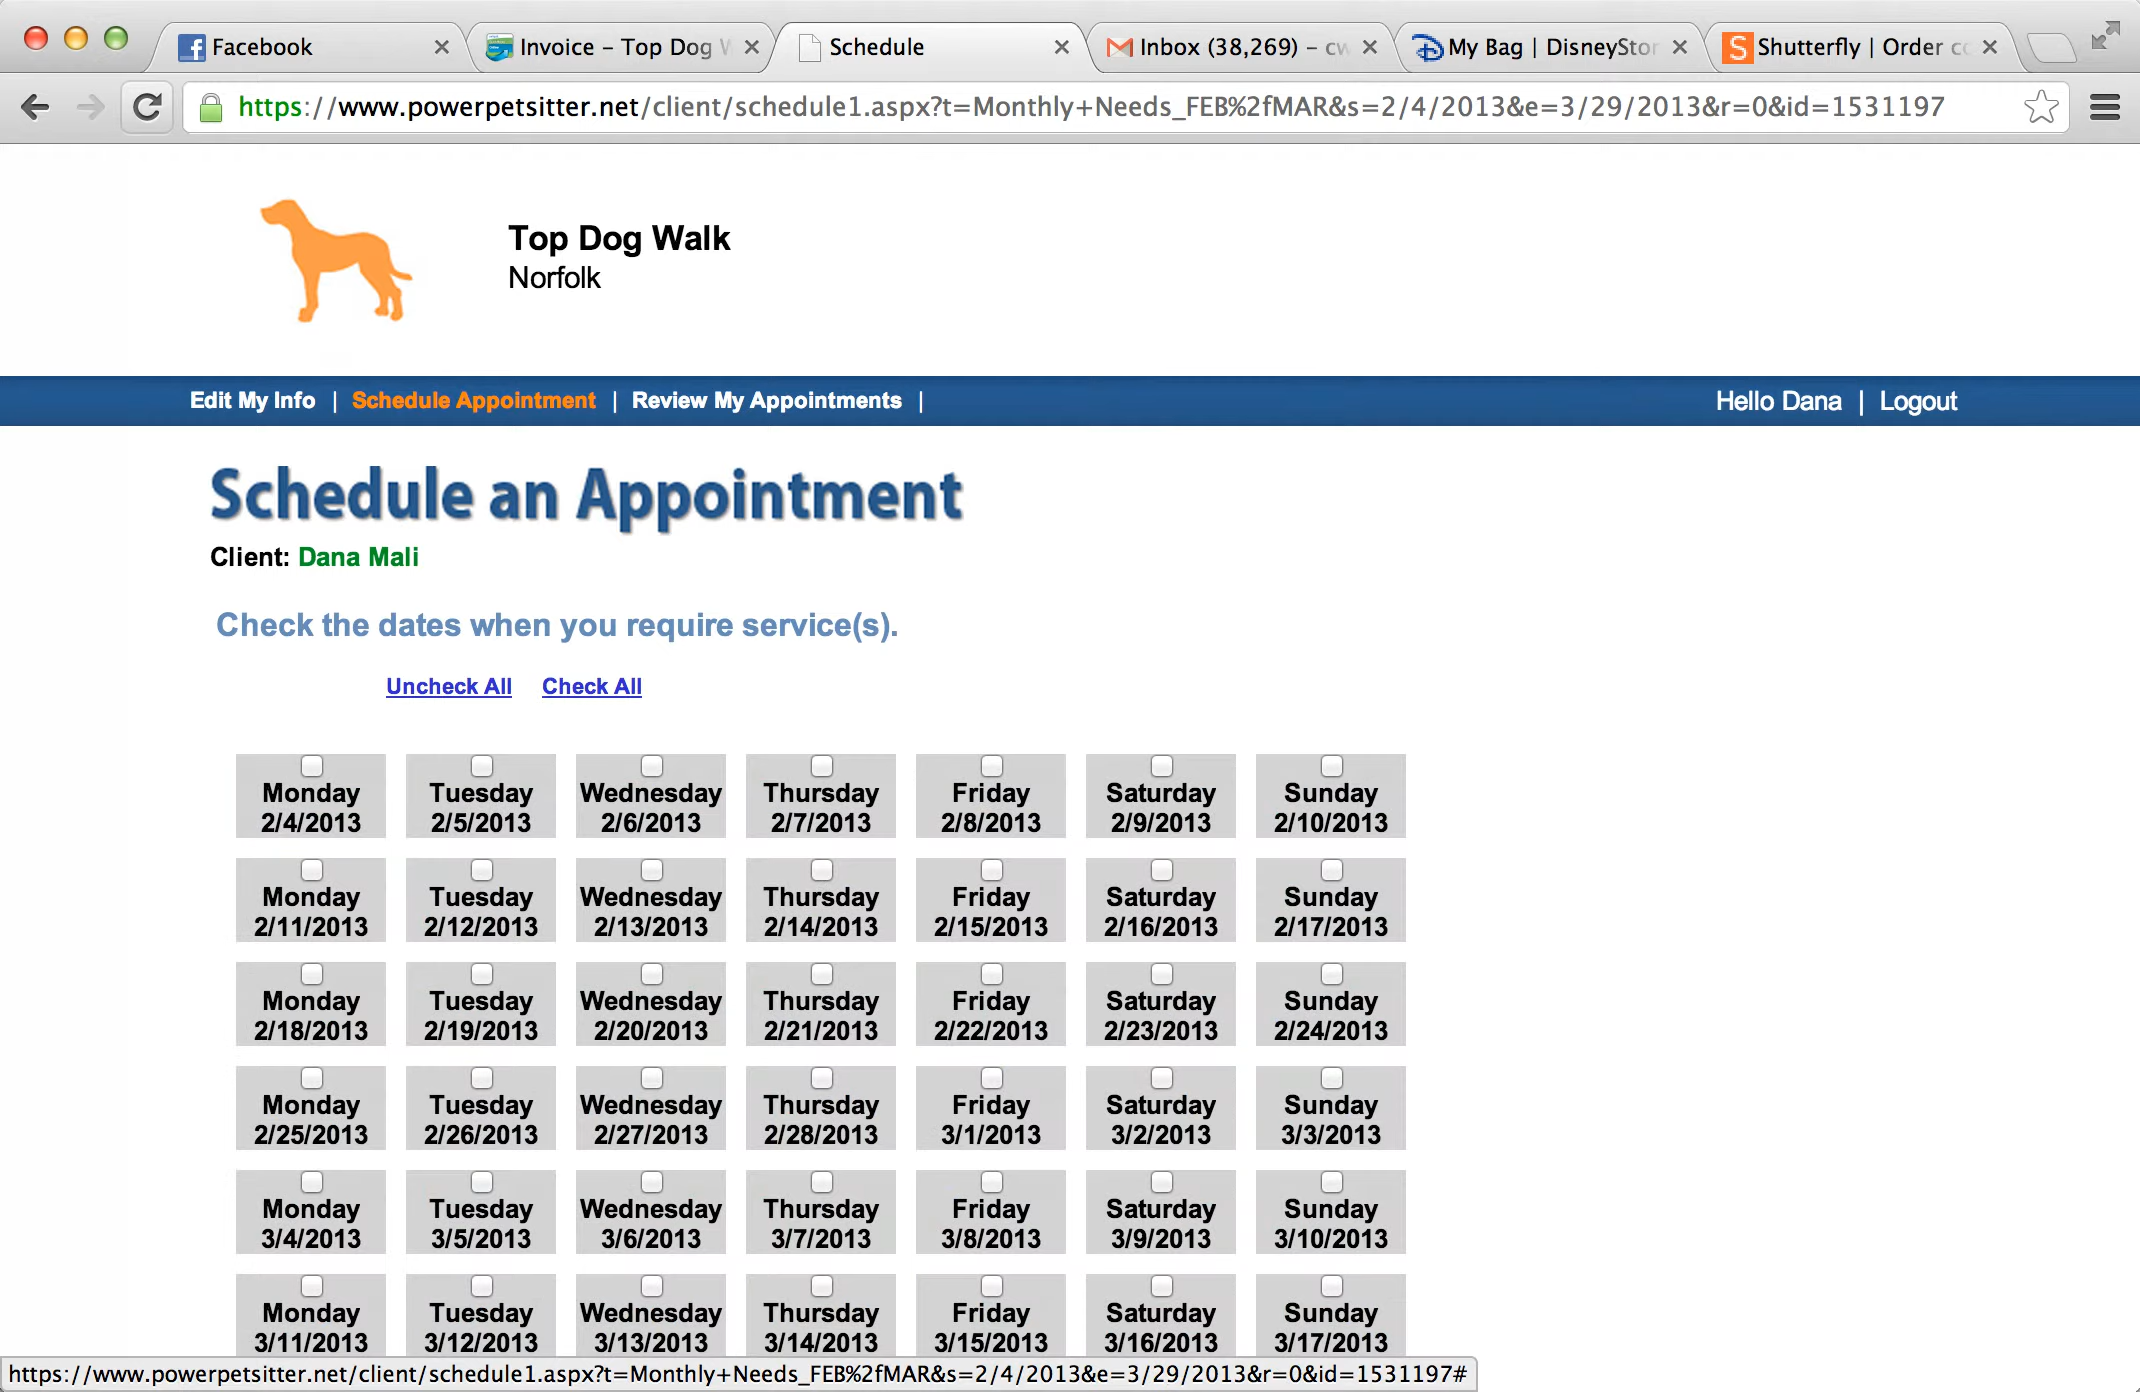 Facebook
Invoice – Top Dog
Schedule
Inbox (38,269) – cw
My Bag | DisneyStor
Shutterfly | Order co
https://www.powerpetsitter.net/client/schedule1.aspx?t=Monthly+Needs_FEB%2fMAR&s=2/4/2013&e=3/29/2013&r=0&id=1531197
Top Dog Walk
Norfolk
Edit My Info | Schedule Appointment | Review My Appointments | Hello Dana | Logout
Schedule an Appointment
Client: Dana Mali
Check the dates when you require service(s).
Uncheck All Check All
Monday Tuesday Wednesday Thursday Friday Saturday Sunday
2/4/2013 2/5/2013 2/6/2013 2/7/2013 2/8/2013 2/9/2013 2/10/2013
Monday Tuesday Wednesday Thursday Friday Saturday Sunday
2/11/2013 2/12/2013 2/13/2013 2/14/2013 2/15/2013 2/16/2013 2/17/2013
Monday Tuesday Wednesday Thursday Friday Saturday Sunday
2/18/2013 2/19/2013 2/20/2013 2/21/2013 2/22/2013 2/23/2013 2/24/2013
Monday Tuesday Wednesday Thursday Friday Saturday Sunday
2/25/2013 2/26/2013 2/27/2013 2/28/2013 3/1/2013 3/2/2013 3/3/2013
Monday Tuesday Wednesday Thursday Friday Saturday Sunday
3/4/2013 3/5/2013 3/6/2013 3/7/2013 3/8/2013 3/9/2013 3/10/2013
Monday Tuesday Wednesday Thursday Friday Saturday Sunday
3/11/2013 3/12/2013 3/13/2013 3/14/2013 3/15/2013 3/16/2013 3/17/2013
https://www.powerpetsitter.net/client/schedule1.aspx?t=Monthly+Needs_FEB%2fMAR&s=2/4/2013&e=3/29/2013&r=0&id=1531197#